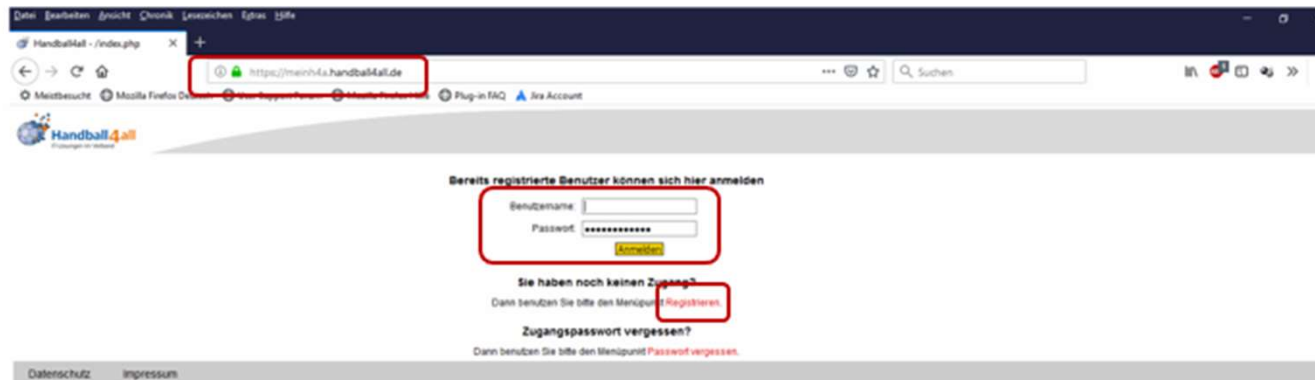 Datei Bearbeiten Ansicht Chronik Lesezeichen Extras Hilfe
Handball4all - /index.php
https://meinh4a.handball4all.de
Suchen
Meistbesucht Mozilla Firefox Plug-in FAQ Jira Account
Handball4all
Bereits registrierte Benutzer können sich hier anmelden
Benutzername:
Passwort:
Anmelden
Sie haben noch keinen Zugang?
Dann benutzen Sie bitte den Menüpunkt Registrieren.
Zugangspasswort vergessen?
Dann benutzen Sie bitte den Menüpunkt Passwort vergessen.
Datenschutz Impressum